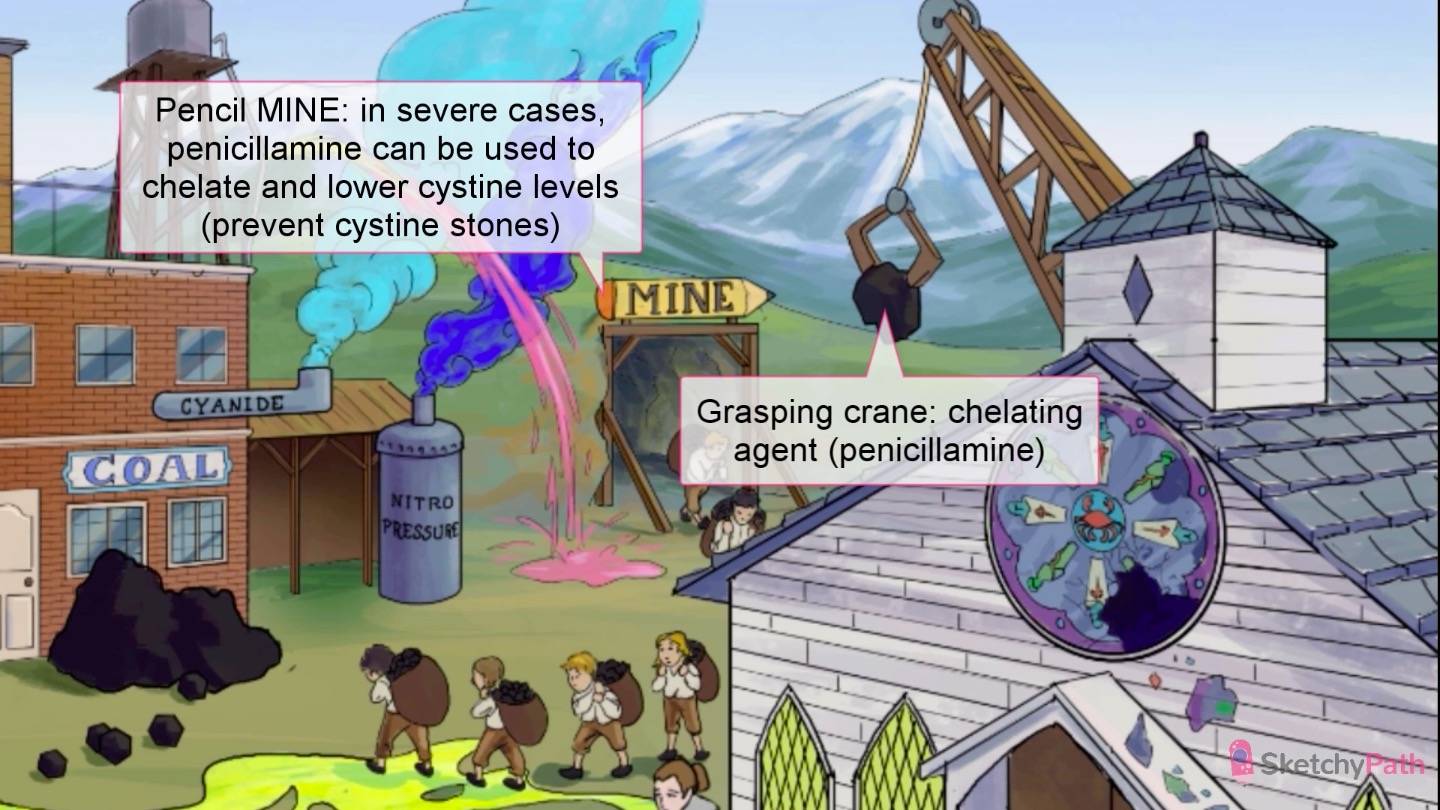 Pencil MINE: in severe cases,
penicillamine can be used to
chelate and lower cystine levels
(prevent cystine stones)
MINE
CYANIDE
Grasping crane: chelating
agent (penicillamine)
COAL
NITRO
PRESSURE
SketchyPath